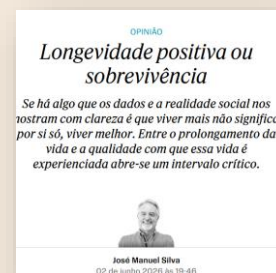 OPINIÃO
Longevidade positiva ou
sobrevivência
Se há algo que os dados e a realidade social nos
mostram com clareza é que viver mais não significa
por si só, viver melhor. Entre o prolongamento da
vida e a qualidade com que essa vida é
experienciada abre-se um intervalo crítico.
José Manuel Silva
02 de junho 2026 às 19:46